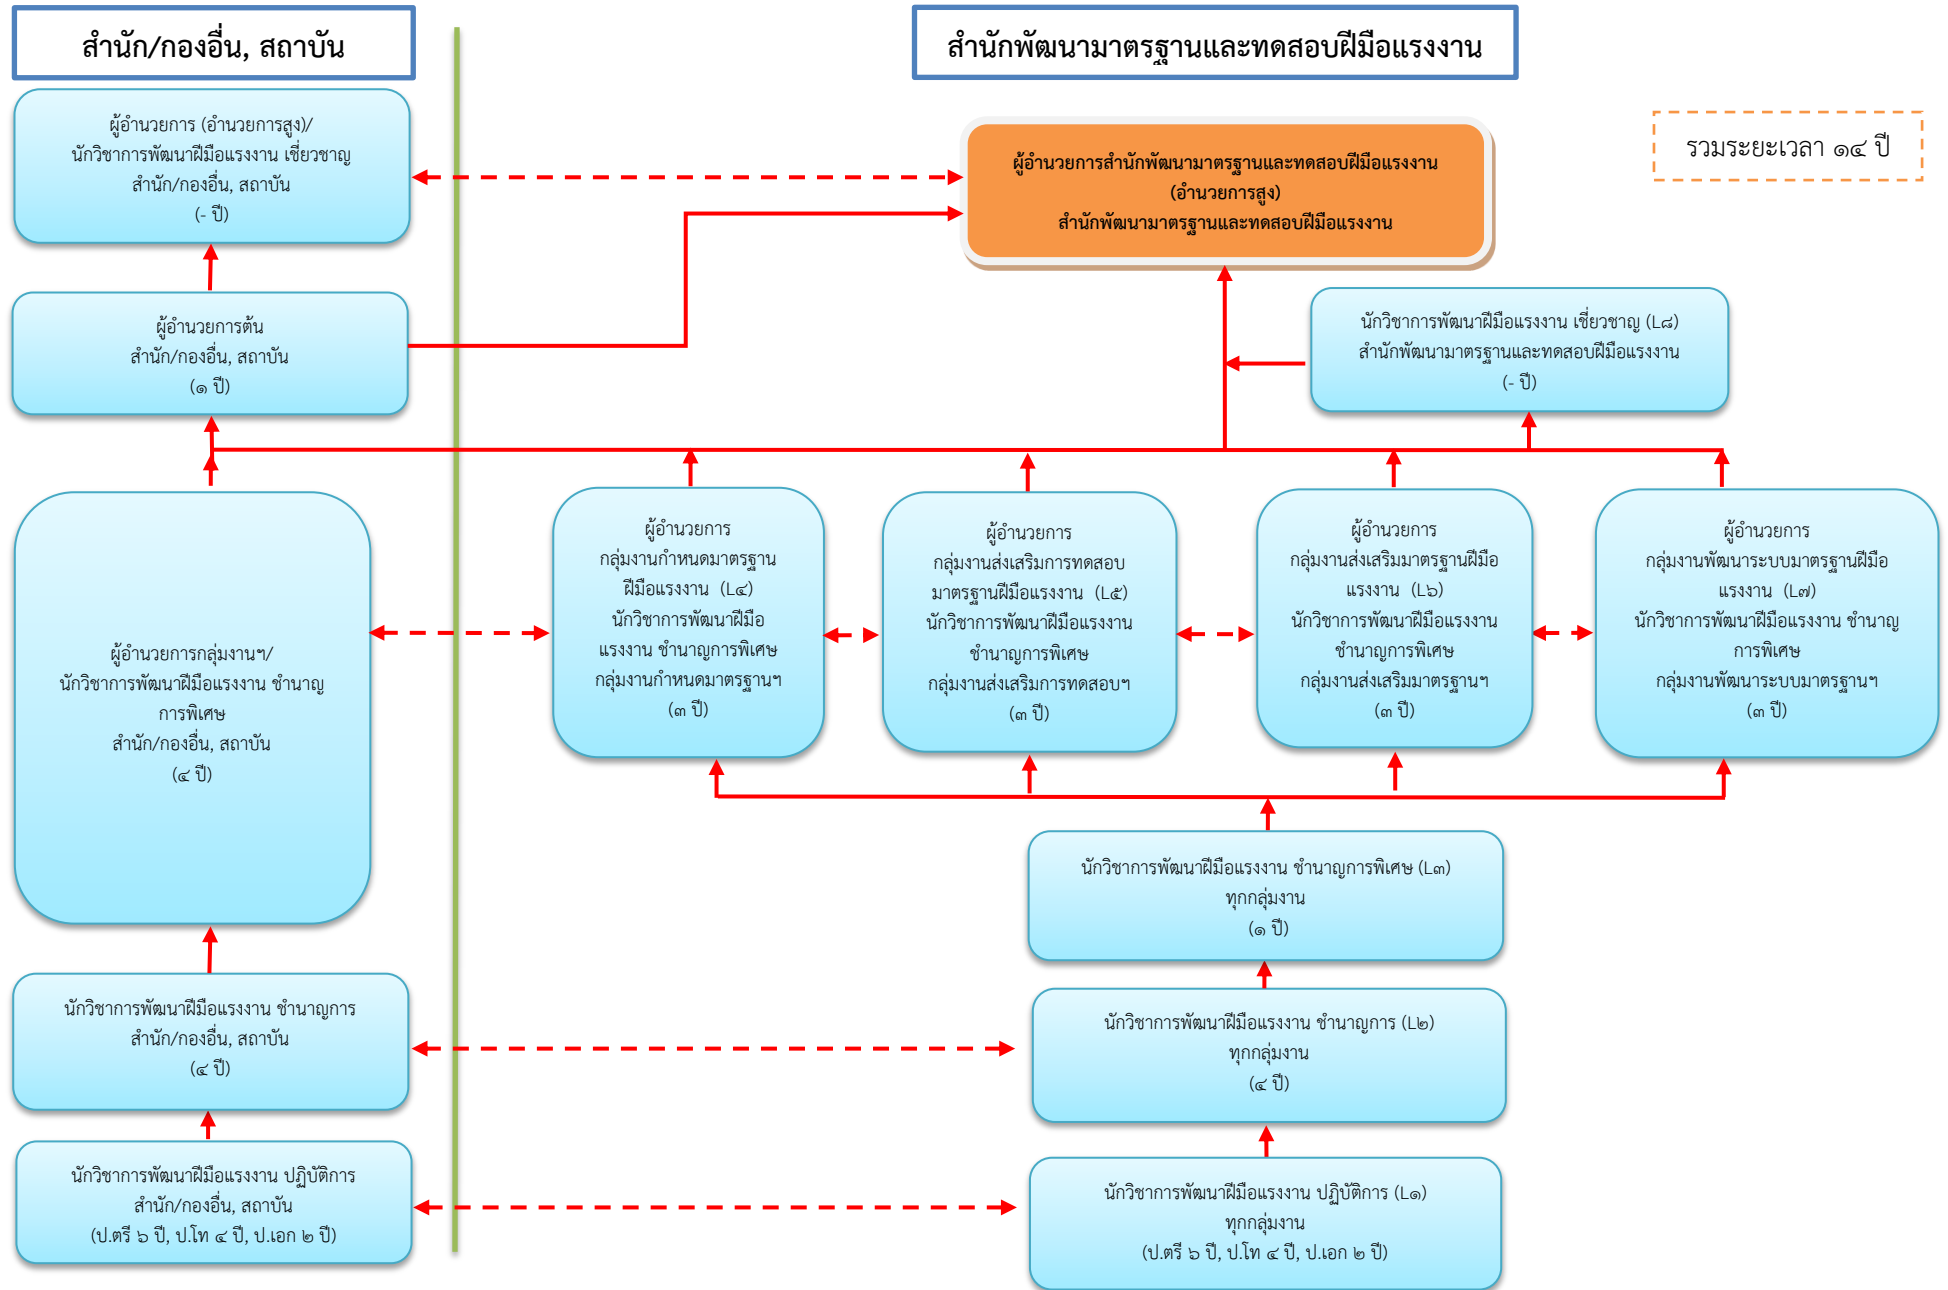 สำนัก/กองอื่น, สถาบัน
สำนักพัฒนามาตรฐานและทดสอบฝีมือแรงงาน
ผู้อำนวยการ (อำนวยการสูง)/
นักวิชาการพัฒนาฝีมือแรงงาน เชี่ยวชาญ
สำนัก/กองอื่น, สถาบัน
(- ปี)
ผู้อำนวยการสำนักพัฒนามาตรฐานและทดสอบฝีมือแรงงาน
(อำนวยการสูง)
สำนักพัฒนามาตรฐานและทดสอบฝีมือแรงงาน
รวมระยะเวลา ๑๔ ปี
ผู้อำนวยการต้น
สำนัก/กองอื่น, สถาบัน
(๑ ปี)
นักวิชาการพัฒนาฝีมือแรงงาน เชี่ยวชาญ (L๘)
สำนักพัฒนามาตรฐานและทดสอบฝีมือแรงงาน
(- ปี)
ผู้อำนวยการกลุ่มงานฯ/
นักวิชาการพัฒนาฝีมือแรงงาน ชำนาญ
การพิเศษ
สำนัก/กองอื่น, สถาบัน
(๔ ปี)
ผู้อำนวยการ
กลุ่มงานกำหนดมาตรฐาน
ฝีมือแรงงาน (L๔)
นักวิชาการพัฒนาฝีมือ
แรงงาน ชำนาญการพิเศษ
กลุ่มงานกำหนดมาตรฐานฯ
(๓ ปี)
ผู้อำนวยการ
กลุ่มงานส่งเสริมการทดสอบ
มาตรฐานฝีมือแรงงาน (L๕)
นักวิชาการพัฒนาฝีมือแรงงาน
ชำนาญการพิเศษ
กลุ่มงานส่งเสริมการทดสอบฯ
(๓ ปี)
ผู้อำนวยการ
กลุ่มงานส่งเสริมมาตรฐานฝีมือ
แรงงาน (L๖)
นักวิชาการพัฒนาฝีมือแรงงาน
ชำนาญการพิเศษ
กลุ่มงานส่งเสริมมาตรฐานฯ
(๓ ปี)
ผู้อำนวยการ
กลุ่มงานพัฒนาระบบมาตรฐานฝีมือ
แรงงาน (L๗)
นักวิชาการพัฒนาฝีมือแรงงาน ชำนาญ
การพิเศษ
กลุ่มงานพัฒนาระบบมาตรฐานฯ
(๓ ปี)
นักวิชาการพัฒนาฝีมือแรงงาน ชำนาญการพิเศษ (L๓)
ทุกกลุ่มงาน
(๑ ปี)
นักวิชาการพัฒนาฝีมือแรงงาน ชำนาญการ
สำนัก/กองอื่น, สถาบัน
(๔ ปี)
นักวิชาการพัฒนาฝีมือแรงงาน ชำนาญการ (L๒)
ทุกกลุ่มงาน
(๔ ปี)
นักวิชาการพัฒนาฝีมือแรงงาน ปฏิบัติการ
สำนัก/กองอื่น, สถาบัน
(ป.ตรี ๖ ปี, ป.โท ๔ ปี, ป.เอก ๒ ปี)
นักวิชาการพัฒนาฝีมือแรงงาน ปฏิบัติการ (L๑)
ทุกกลุ่มงาน
(ป.ตรี ๖ ปี, ป.โท ๔ ปี, ป.เอก ๒ ปี)